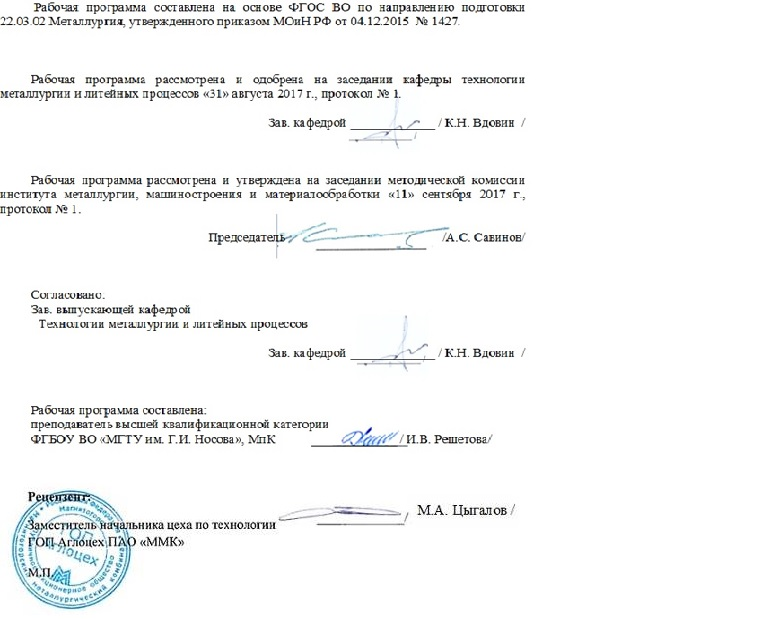 Рабочая программа составлена на основе ФГОС ВО по направлению подготовки
22.03.02 Металлургия, утвержденного приказом МОиН РФ от 04.12.2015 № 1427.
Рабочая программа рассмотрена и одобрена на заседании кафедры технологии
металлургии и литейных процессов «31» августа 2017 г., протокол № 1.
Зав. кафедрой / К.Н. Вдовин /
Рабочая программа рассмотрена и утверждена на заседании методической комиссии
института металлургии, машиностроения и материалообработки «11» сентября 2017 г.,
протокол № 1.
Председатель /А.С. Савинов/
Согласовано:
Зав. выпускающей кафедрой
Технологии металлургии и литейных процессов
Зав. кафедрой / К.Н. Вдовин /
Рабочая программа составлена:
преподаватель высшей квалификационной категории
ФГБОУ ВО «МГТУ им. Г.И. Носова», МпК / И.В. Решетова/
Рецензент:
/ М.А. Цыгалов /
Заместитель начальника цеха по технологии
ГОП Аглоцех ПАО «ММК»
М.П.
ГОП
Аглоцех